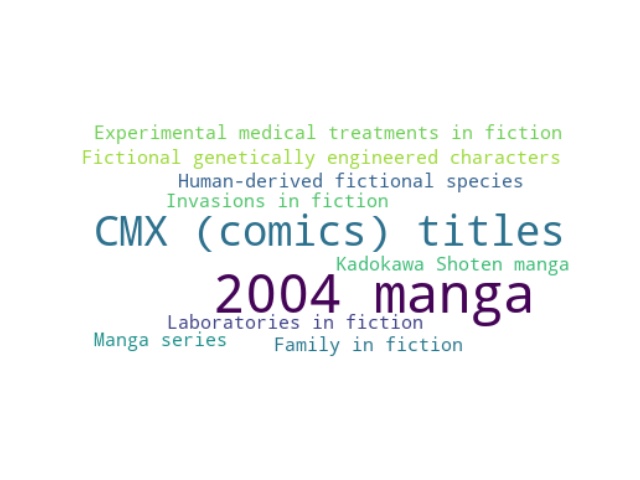 Experimental medical treatments in fiction
Fictional genetically engineered characters
Human-derived fictional species
Invasions in fiction
CMX (comics) titles
Kadokawa Shoten manga
2004 manga
Laboratories in fiction
Manga series
Family in fiction